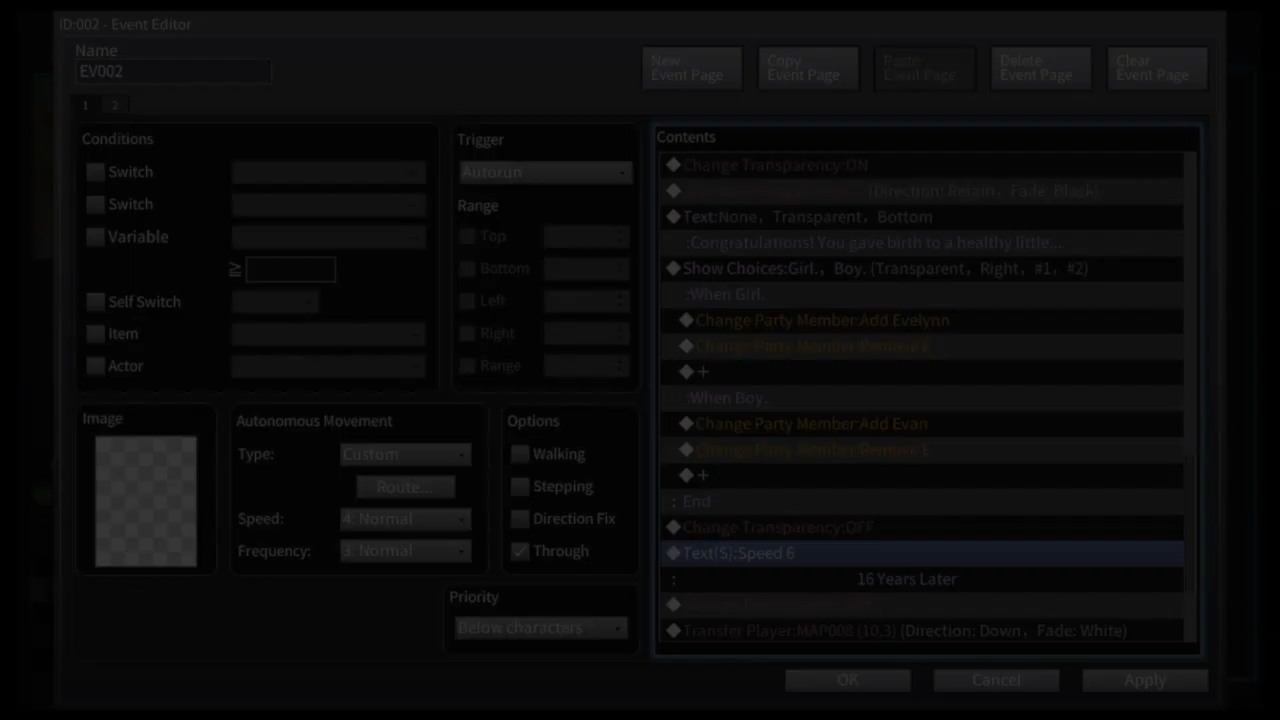 ID:002 - Event Editor
Name
EV002
New
Event Page
Copy
Event Page
Paste
Event Page
Delete
Event Page
Clear
Event Page
1 2
Conditions
Switch
Switch
Variable
≧
Self Switch
Item
Actor
Trigger
Autorun
Range
Top
Bottom
Left
Right
Range
Image
Autonomous Movement
Type: Custom
Route...
Speed: 4: Normal
Frequency: 3: Normal
Options
Walking
Stepping
Direction Fix
Through
Priority
Below characters
Contents
◆Change Transparency:ON
◆ (Direction: Retain, Fade: Black)
◆Text:None, Transparent, Bottom
:Congratulations! You gave birth to a healthy little...
◆Show Choices:Girl., Boy. (Transparent, Right, #1, #2)
:When Girl.
◆Change Party Member:Add Evelynn
◆Change Party Member:Remove E
◆+
:When Boy.
◆Change Party Member:Add Evan
◆Change Party Member:Remove E
◆+
: End
◆Change Transparency:OFF
◆Text(S):Speed 6
: 16 Years Later
◆
◆Transfer Player:MAP008 (10,3) (Direction: Down, Fade: White)
OK
Cancel
Apply